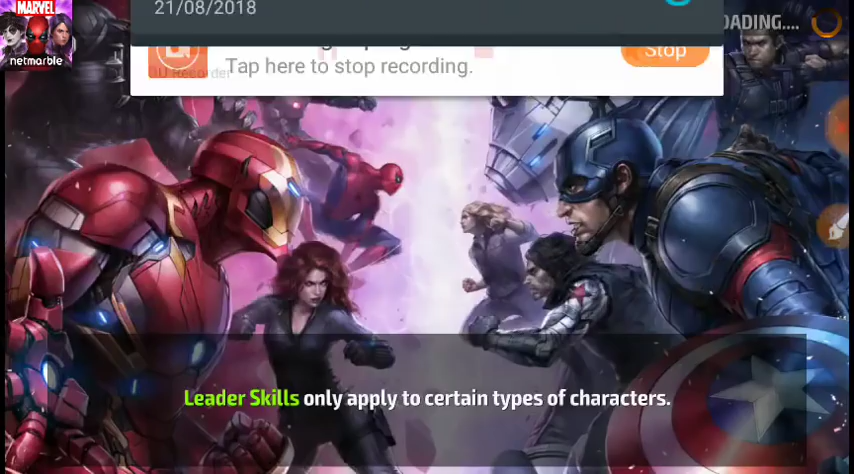 21/08/2018
MARVEL
OADING....
netmarble
Stop
Tap here to stop recording.
Leader Skills only apply to certain types of characters.